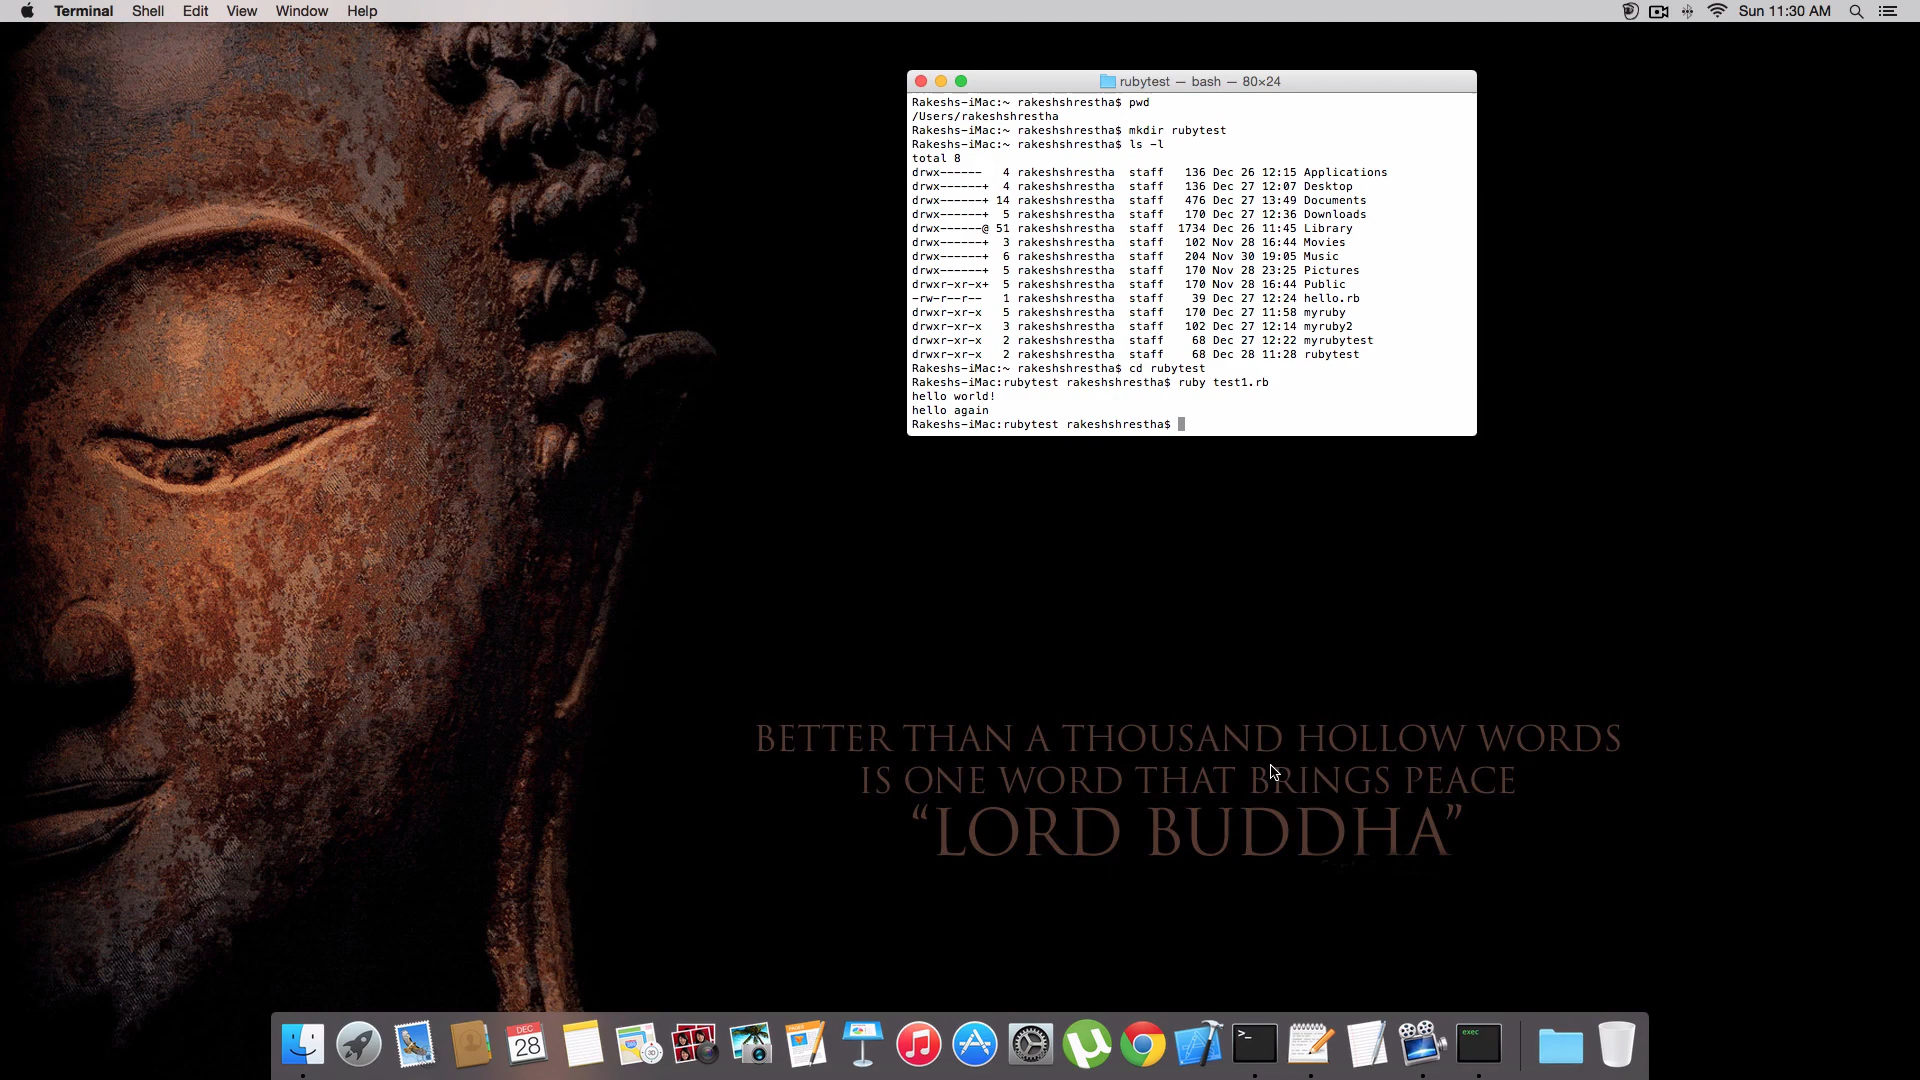 Terminal Shell Edit View Window Help Sun 11:30 AM
rubytest — bash — 80×24
Rakeshs-iMac:~ rakeshshrestha$ pwd
/Users/rakeshshrestha
Rakeshs-iMac:~ rakeshshrestha$ mkdir rubytest
Rakeshs-iMac:~ rakeshshrestha$ ls -l
total 8
drwx------   4 rakeshshrestha  staff   136 Dec 26 12:15 Applications
drwx------+  4 rakeshshrestha  staff   136 Dec 27 12:07 Desktop
drwx------+ 14 rakeshshrestha  staff   476 Dec 27 13:49 Documents
drwx------+  5 rakeshshrestha  staff   170 Dec 27 12:36 Downloads
drwx------@ 51 rakeshshrestha  staff  1734 Dec 26 11:45 Library
drwx------+  3 rakeshshrestha  staff   102 Nov 28 16:44 Movies
drwx------+  6 rakeshshrestha  staff   204 Nov 30 19:05 Music
drwx------+  5 rakeshshrestha  staff   170 Nov 28 23:25 Pictures
drwxr-xr-x+  5 rakeshshrestha  staff   170 Nov 28 16:44 Public
-rw-r--r--   1 rakeshshrestha  staff    39 Dec 27 12:24 hello.rb
drwxr-xr-x   5 rakeshshrestha  staff   170 Dec 27 11:58 myruby
drwxr-xr-x   3 rakeshshrestha  staff   102 Dec 27 12:14 myruby2
drwxr-xr-x   2 rakeshshrestha  staff    68 Dec 27 12:22 myrubytest
drwxr-xr-x   2 rakeshshrestha  staff    68 Dec 28 11:28 rubytest
Rakeshs-iMac:~ rakeshshrestha$ cd rubytest
Rakeshs-iMac:rubytest rakeshshrestha$ ruby test1.rb
hello world!
hello again
Rakeshs-iMac:rubytest rakeshshrestha$
BETTER THAN A THOUSAND HOLLOW WORDS
IS ONE WORD THAT BRINGS PEACE
“LORD BUDDHA”
DEC
28
PAGES
exec